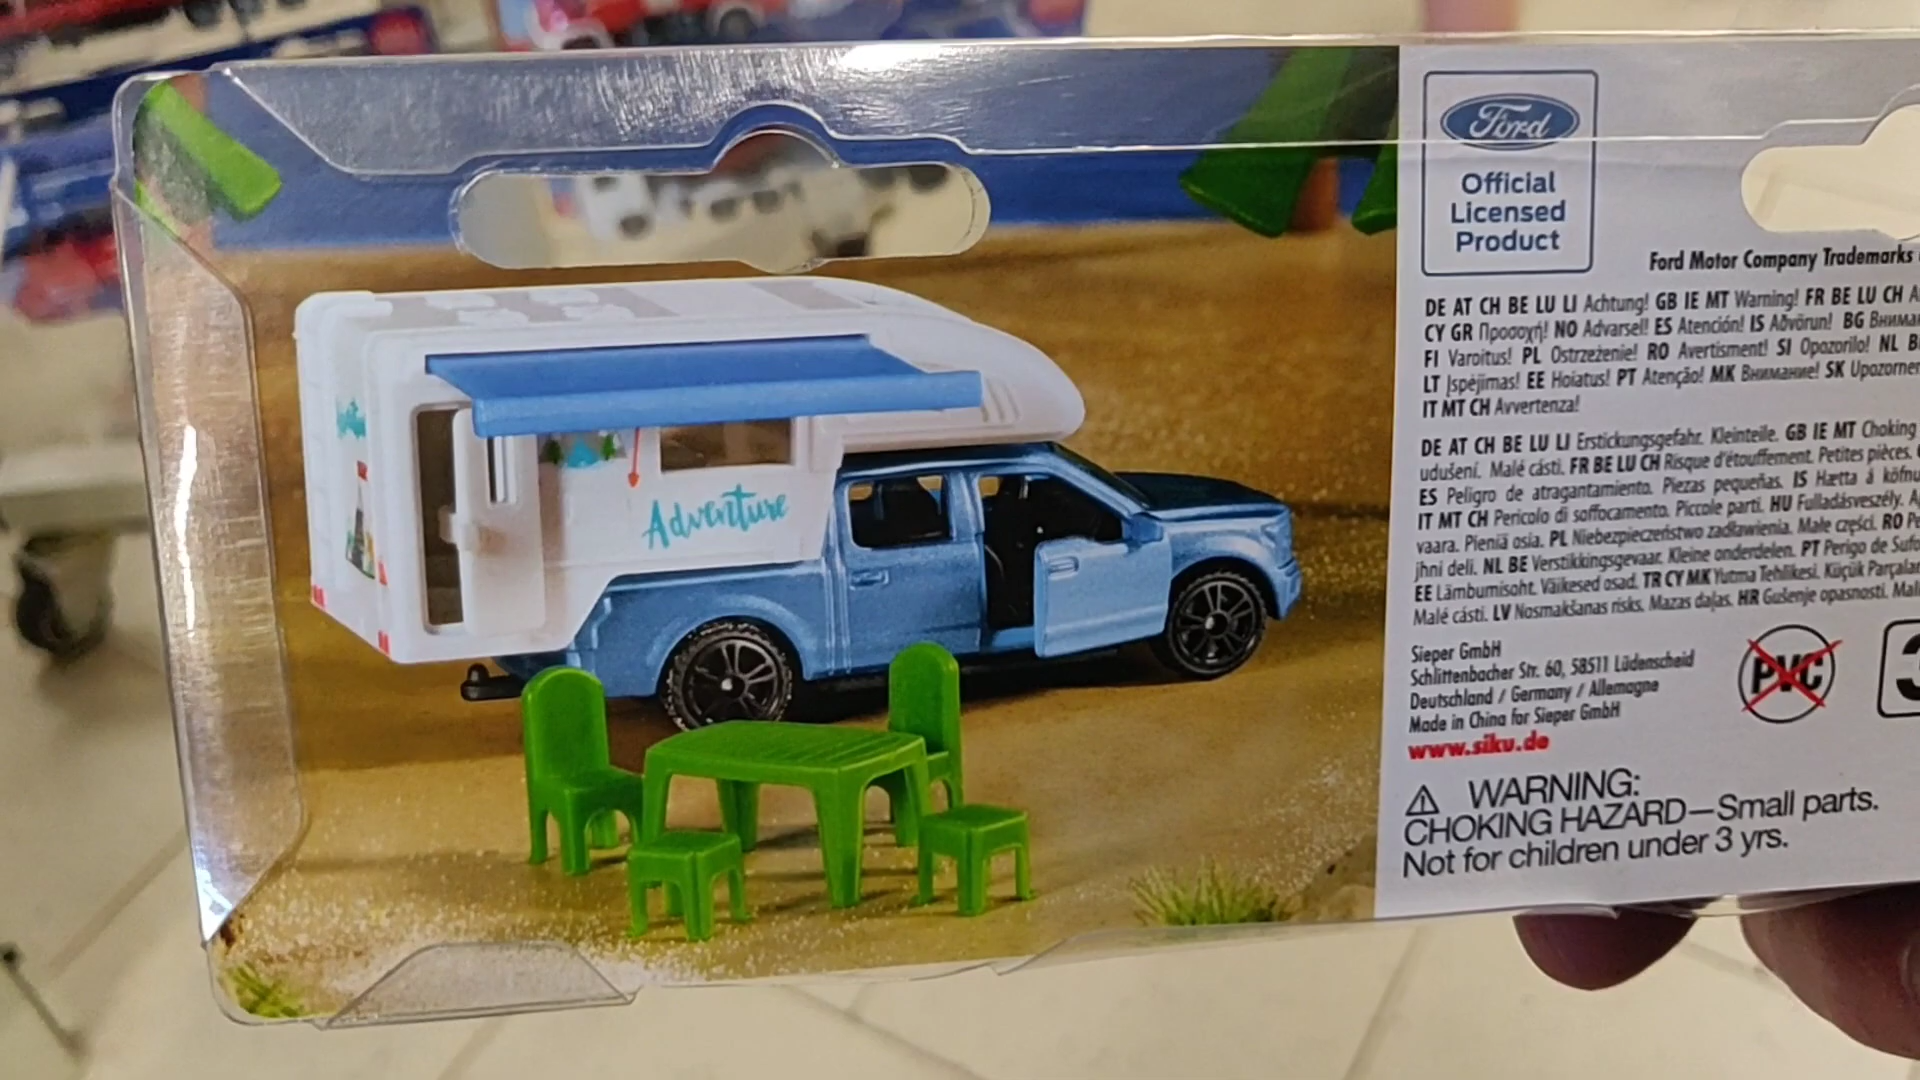 Adventure
Ford
Official
Licensed
Product
Ford Motor Company Trademarks
DE AT CH BE LU LI Achtung! GB IE MT Warning! FR BE LU CH
CY GR Προσοχή! NO Advarsel! ES Atención! IS Aðvörun! BG
FI Varoitus! PL Ostrzeżenie! RO Avertisment! SI Opozorilo! NL
LT Įspėjimas! EE Hoiatus! PT Atenção! MK Внимание! SK
IT MT CH Avvertenza!
DE AT CH BE LU LI Erstickungsgefahr. Kleinteile. GB IE MT Choking
udušení. Malé cásti. FR BE LU CH Risque d'étouffement. Petites pièces.
ES Peligro de atragantamiento. Piezas pequeñas. IS Hætta á
IT MT CH Pericolo di soffocamento. Piccole parti. HU Fulladásveszély.
vaara. Pieniä osia. PL Niebezpieczeństwo zadławienia. Małe części. RO
jhni deli. NL BE Verstikkingsgevaar. Kleine onderdelen. PT Perigo de
EE Lämbumisoht. Väikesed osad. TR CY MK Yutma Tehlikesi. Küçük
Malé cásti. LV Nosmakšanas risks. Mazas daļas. HR Gušenje opasnosti.
Sieper GmbH
Schlittenbacher Str. 60, 58511 Lüdenscheid
Deutschland / Germany / Allemagne
Made in China for Sieper GmbH
www.siku.de
PVC
WARNING:
CHOKING HAZARD—Small parts.
Not for children under 3 yrs.